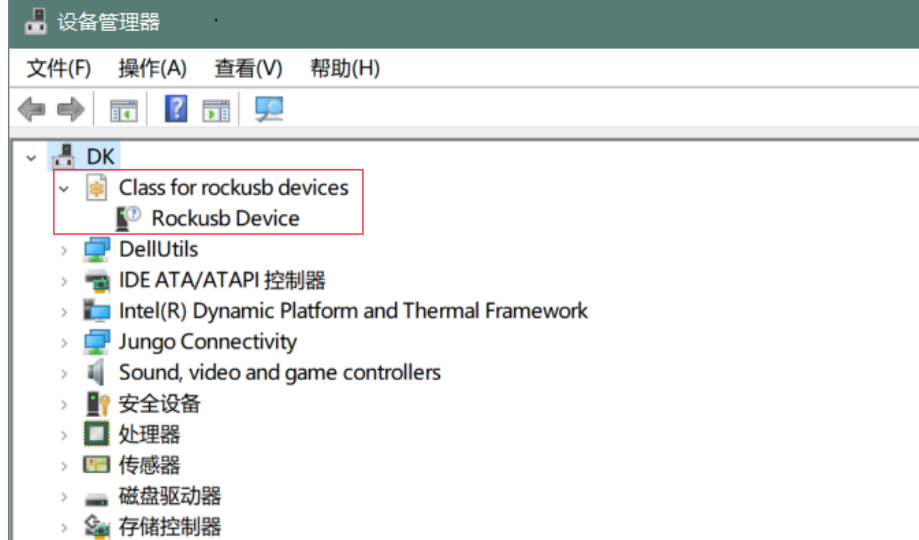 设备管理器
文件(F) 操作(A) 查看(V) 帮助(H)
DK
Class for rockusb devices
Rockusb Device
DellUtils
IDE ATA/ATAPI 控制器
Intel(R) Dynamic Platform and Thermal Framework
Jungo Connectivity
Sound, video and game controllers
安全设备
处理器
传感器
磁盘驱动器
存储控制器